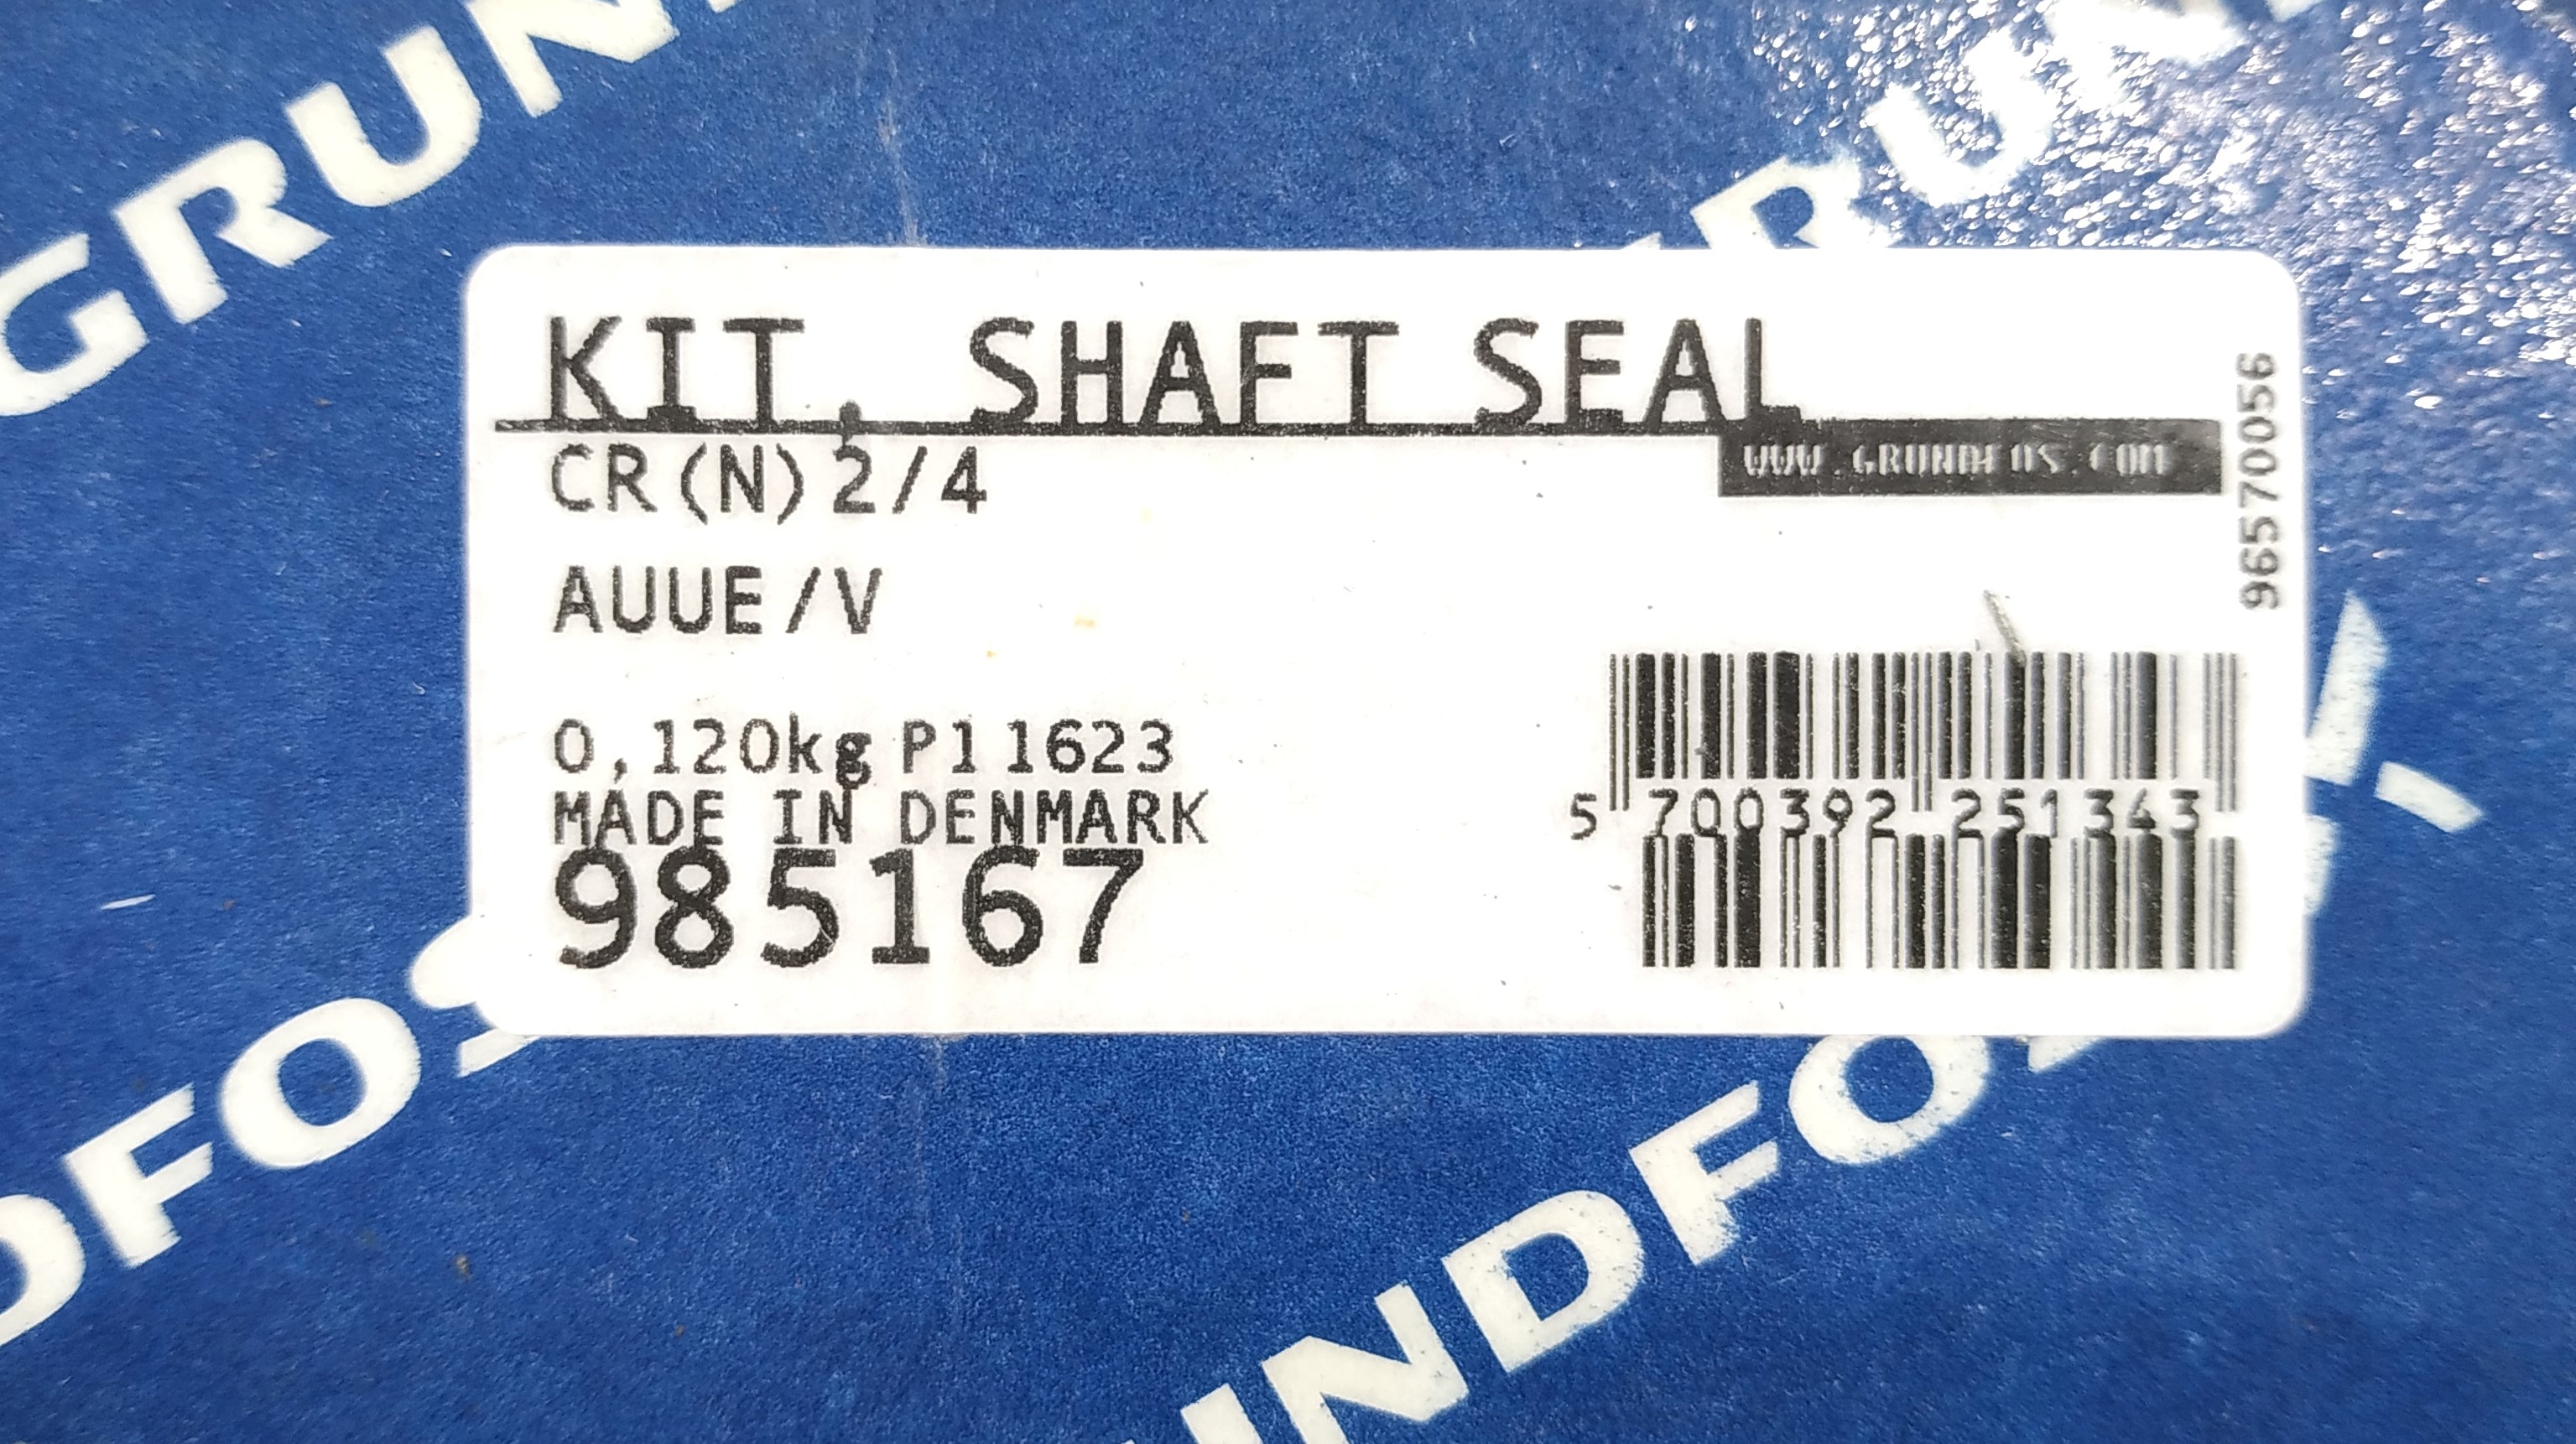 GRUN
RUN
KIT, SHAFT SEAL
WWW.GRUNDFOS.COM
96570056
CR(N)2/4
AUUE/V
0,120kg P1 1623
MADE IN DENMARK
985167
5 700392 251343
DFOS
UNDFOS